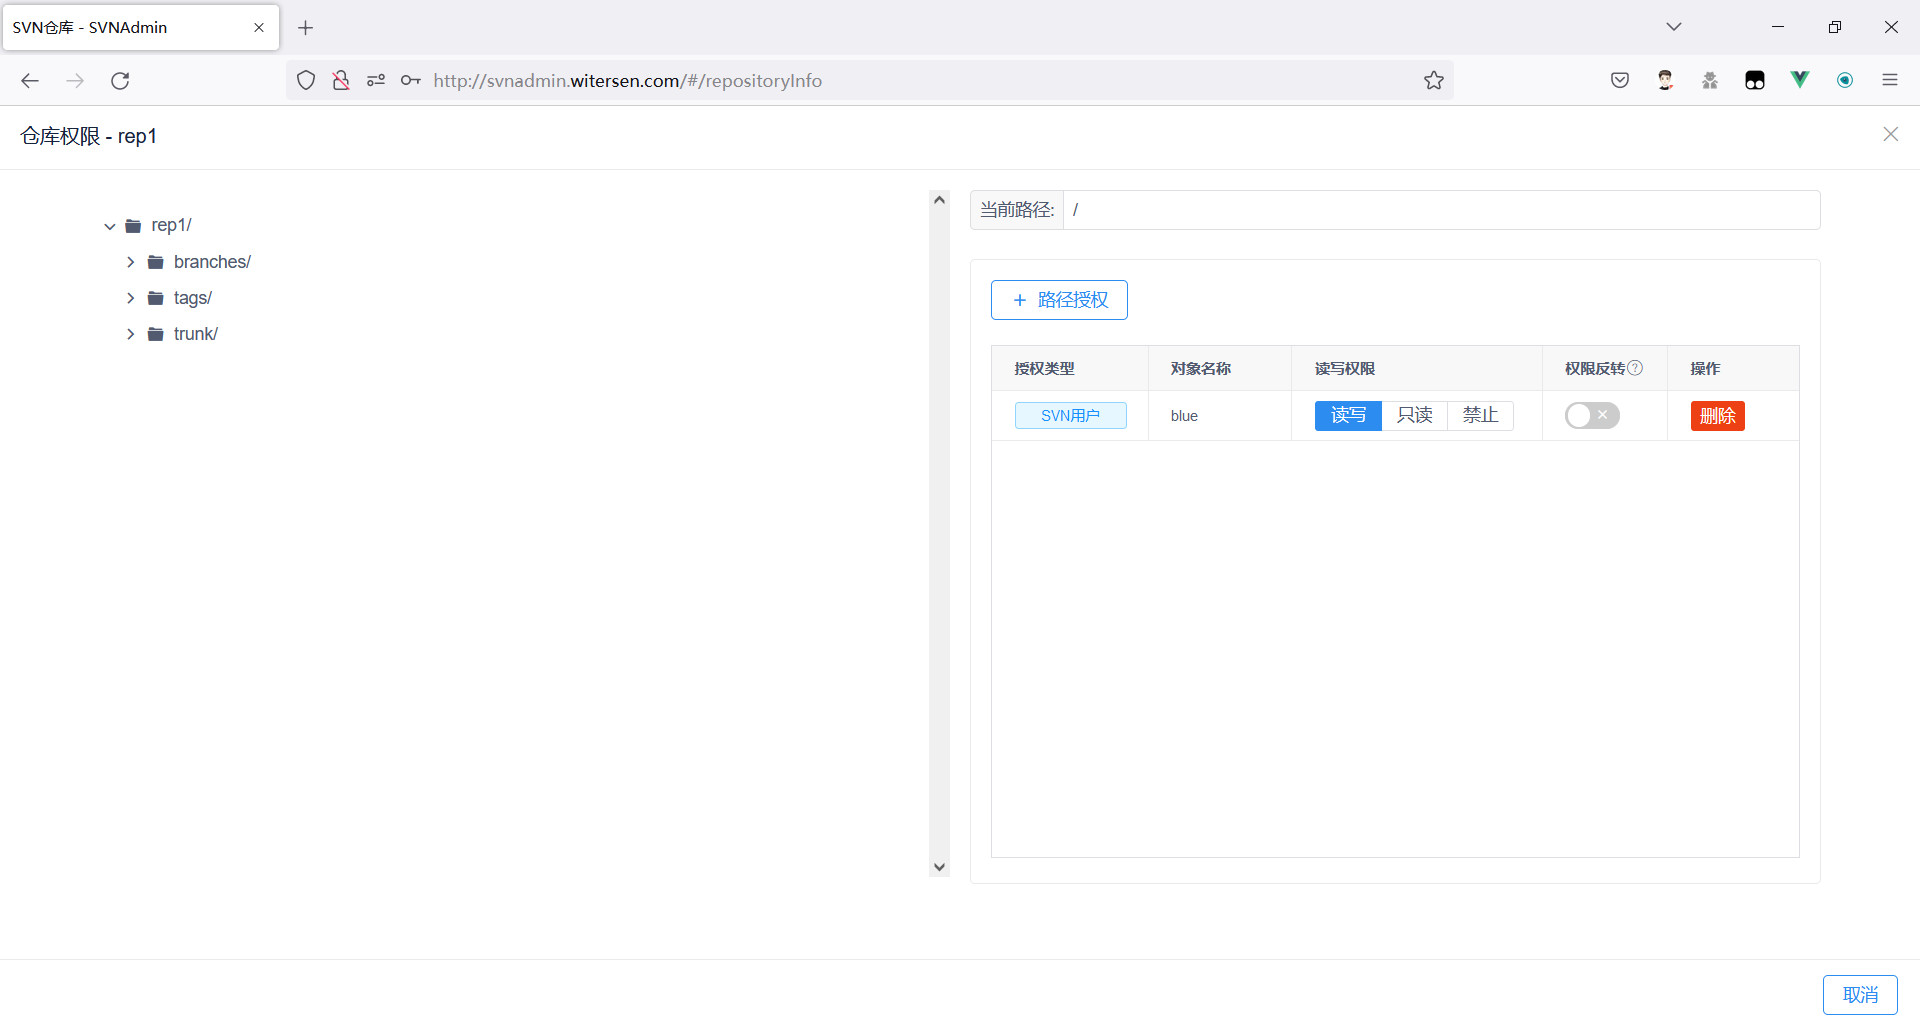 SVN仓库 - SVNAdmin
http://svnadmin.witersen.com/#/repositoryInfo
仓库权限 - rep1
rep1/
branches/
tags/
trunk/
当前路径: /
+ 路径授权
授权类型 对象名称 读写权限 权限反转? 操作
SVN用户 blue 读写 只读 禁止 删除
取消